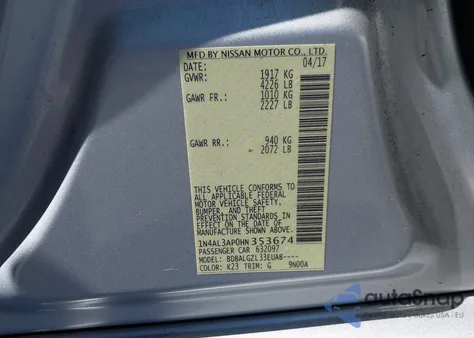 MFD BY NISSAN MOTOR CO., LTD.
DATE: 04/17
GVWR: 1917 KG
4226 LB
GAWR FR.: 1010 KG
2227 LB
GAWR RR.: 940 KG
2072 LB
THIS VEHICLE CONFORMS TO
ALL APPLICABLE FEDERAL
MOTOR VEHICLE SAFETY,
BUMPER, AND THEFT
PREVENTION STANDARDS IN
EFFECT ON THE DATE OF
MANUFACTURE SHOWN ABOVE.
1N4AL3AP0HN353674
PASSENGER CAR 632097
MODEL: BDBALGZL33EUA8----
COLOR: K23 TRIM: G 9N00A
autoSnap